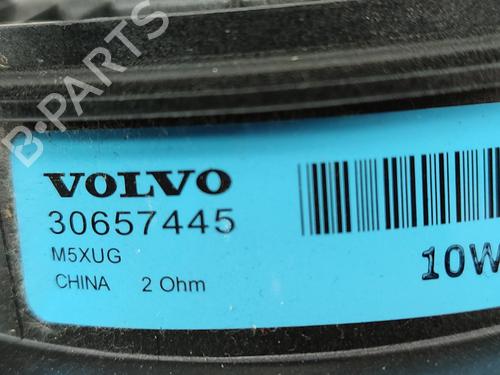 B-PARTS
VOLVO
30657445
M5XUG
CHINA 2 Ohm
10W